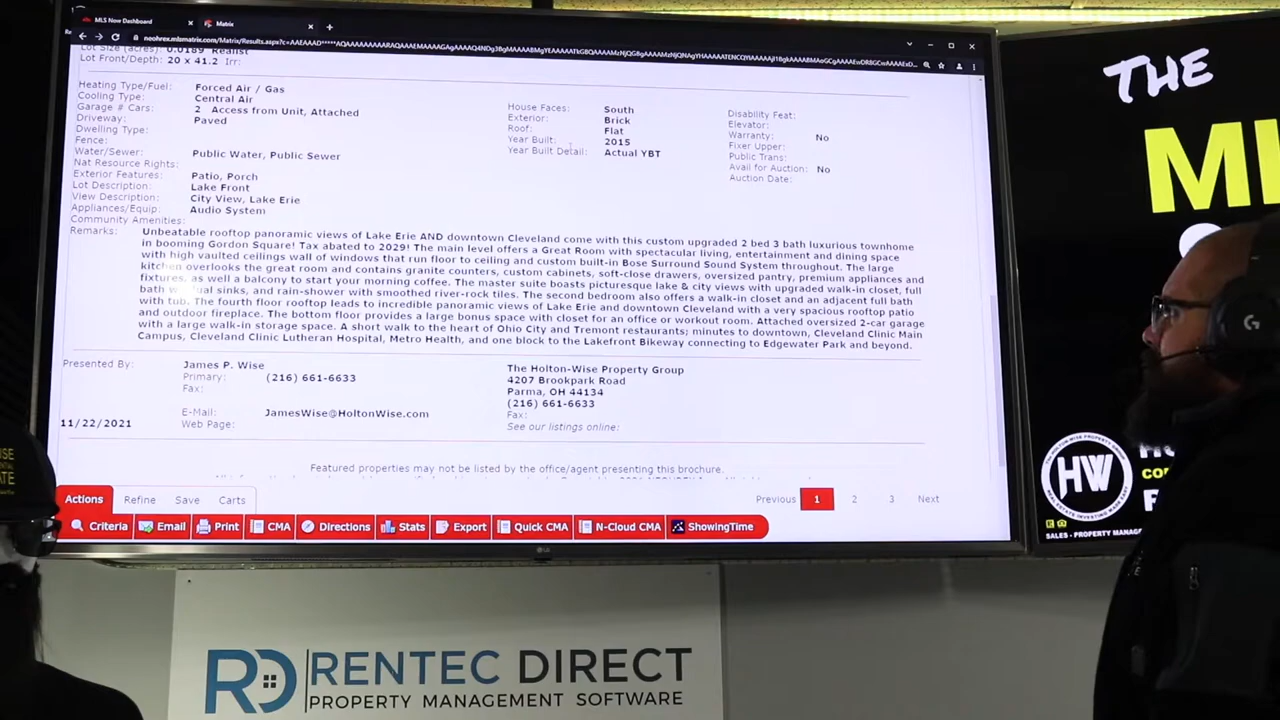 MLS Now Dashboard
Matrix
Lot Size (acres): 0.0189 Realist
Lot Front/Depth: 20 x 41.2 Irr:
Heating Type/Fuel: Forced Air / Gas
Cooling Type: Central Air
Garage # Cars: 2 Access from Unit, Attached
Driveway: Paved
Dwelling Type:
Fence:
Water/Sewer: Public Water, Public Sewer
Nat Resource Rights:
Exterior Features: Patio, Porch
Lot Description: Lake Front
View Description: City View, Lake Erie
Appliances/Equip: Audio System
Community Amenities:
House Faces: South
Exterior: Brick
Roof: Flat
Year Built: 2015
Year Built Detail: Actual YBT
Disability Feat:
Elevator:
Warranty: No
Fixer Upper:
Public Trans:
Avail for Auction: No
Auction Date:
Remarks: Unbeatable rooftop panoramic views of Lake Erie AND downtown Cleveland come with this custom upgraded 2 bed 3 bath luxurious townhome
in booming Gordon Square! Tax abated to 2029! The main level offers a Great Room with spectacular living, entertainment and dining space
with high vaulted ceilings wall of windows that run floor to ceiling and custom built-in Bose Surround Sound System throughout. The large
kitchen overlooks the great room and contains granite counters, custom cabinets, soft-close drawers, oversized pantry, premium appliances and
fixtures, as well a balcony to start your morning coffee. The master suite boasts picturesque lake & city views with upgraded walk-in closet, full
bath w ral sinks, and rain-shower with smoothed river-rock tiles. The second bedroom also offers a walk-in closet and an adjacent full bath
with tub. The fourth floor rooftop leads to incredible panoramic views of Lake Erie and downtown Cleveland with a very spacious rooftop patio
and outdoor fireplace. The bottom floor provides a large bonus space with closet for an office or workout room. Attached oversized 2-car garage
with a large walk-in storage space. A short walk to the heart of Ohio City and Tremont restaurants; minutes to downtown, Cleveland Clinic Main
Campus, Cleveland Clinic Lutheran Hospital, Metro Health, and one block to the Lakefront Bikeway connecting to Edgewater Park and beyond.
Presented By: James P. Wise
Primary: (216) 661-6633
Fax:
E-Mail: JamesWise@HoltonWise.com
Web Page:
11/22/2021
The Holton-Wise Property Group
4207 Brookpark Road
Parma, OH 44134
(216) 661-6633
Fax:
See our listings online:
Featured properties may not be listed by the office/agent presenting this brochure.
Actions Refine Save Carts
Previous 1 2 3 Next
Criteria Email Print CMA Directions Stats Export Quick CMA N-Cloud CMA ShowingTime
LG
THE
HW
SALES - PROPERTY MANAGEM
RD RENTEC DIRECT
PROPERTY MANAGEMENT SOFTWARE
G